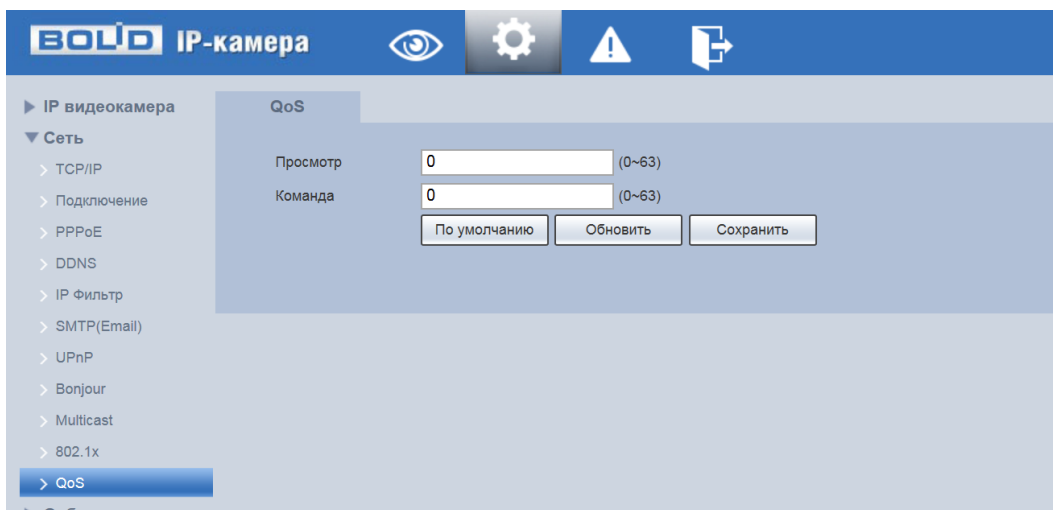 BOLID IP-камера
IP видеокамера
Сеть
TCP/IP
Подключение
PPPoE
DDNS
IP Фильтр
SMTP(Email)
UPnP
Bonjour
Multicast
802.1x
QoS
QoS
Просмотр 0 (0~63)
Команда 0 (0~63)
По умолчанию Обновить Сохранить